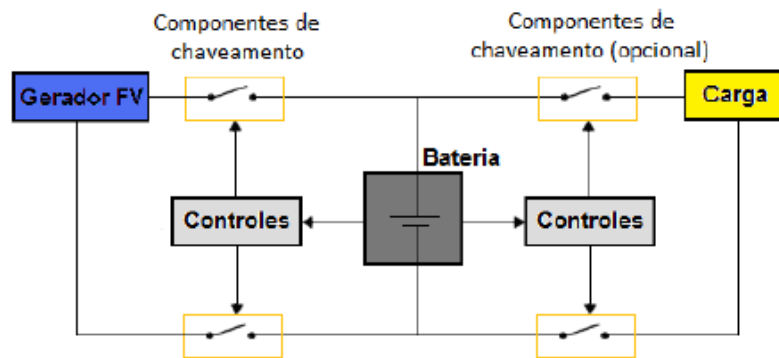 Componentes de
chaveamento
Componentes de
chaveamento (opcional)
Gerador FV
Carga
Bateria
Controles
Controles